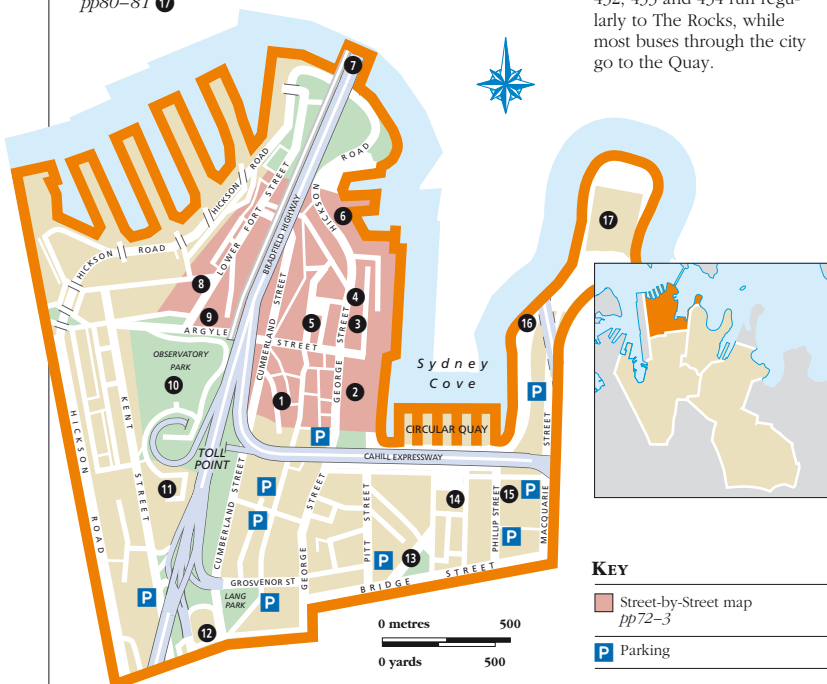 pp80–81 17
432, 433 and 434 run regu-
larly to The Rocks, while
most buses through the city
go to the Quay.
7
HICKSON ROAD
HICKSON ROAD
HICKSON ROAD
LOWER FORT STREET
BRADFIELD HIGHWAY
6
17
8
9
ARGYLE STREET
CUMBERLAND STREET
4
5
3
GEORGE STREET
16
OBSERVATORY
PARK
10
1
2
Sydney
Cove
CIRCULAR QUAY
P
P
TOLL
POINT
CAHILL EXPRESSWAY
HICKSON ROAD
KENT STREET
11
CUMBERLAND STREET
P
P
GEORGE STREET
PITT STREET
14
PHILLIP STREET
15
P
P
MACQUARIE STREET
P
13
BRIDGE STREET
GROSVENOR ST
P
LANG
PARK
P
12
0 metres 500
0 yards 500
KEY
Street-by-Street map
pp72–3
P Parking